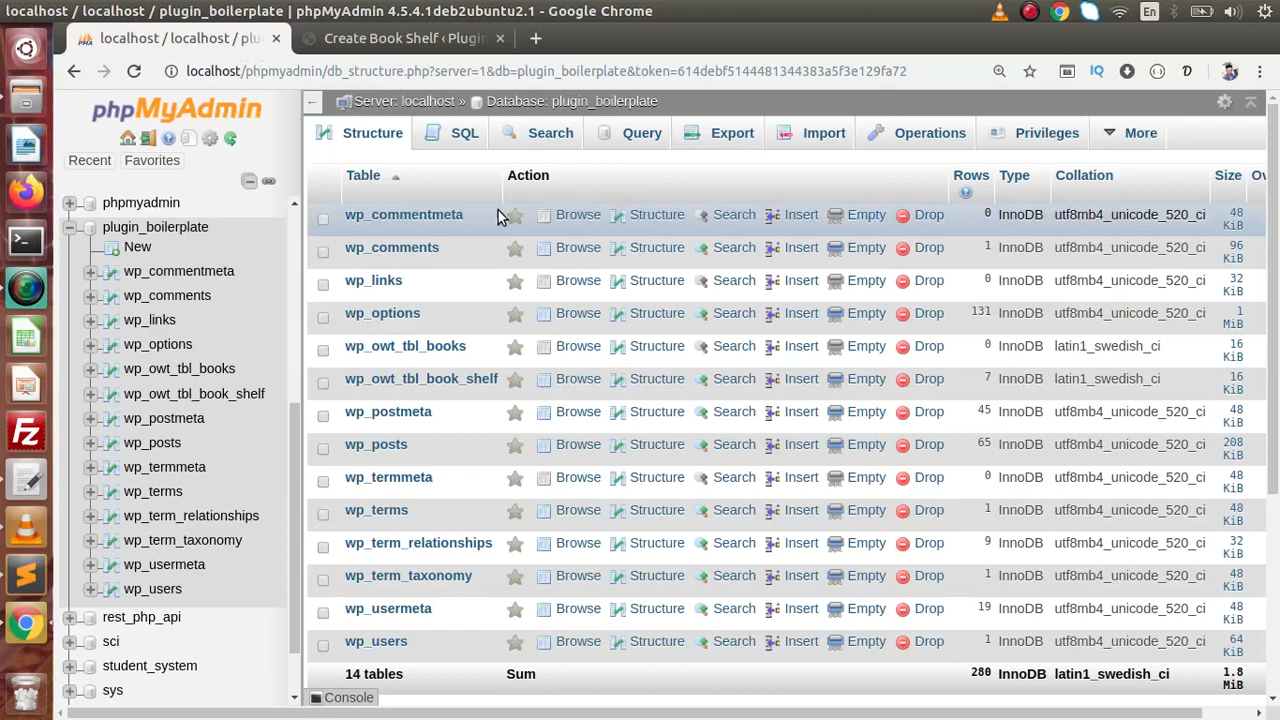 localhost / localhost / plugin_boilerplate | phpMyAdmin 4.5.4.1deb2ubuntu2.1 - Google Chrome
En
localhost / localhost / plu
Create Book Shelf ‹ Plugin
localhost/phpmyadmin/db_structure.php?server=1&db=plugin_boilerplate&token=614debf5144481344383a5f3e129fa72
phpMyAdmin
Recent Favorites
phpmyadmin
plugin_boilerplate
New
wp_commentmeta
wp_comments
wp_links
wp_options
wp_owt_tbl_books
wp_owt_tbl_book_shelf
wp_postmeta
wp_posts
wp_termmeta
wp_terms
wp_term_relationships
wp_term_taxonomy
wp_usermeta
wp_users
rest_php_api
sci
student_system
sys
Server: localhost » Database: plugin_boilerplate
Structure SQL Search Query Export Import Operations Privileges More
Table Action Rows Type Collation Size Ov
wp_commentmeta Browse Structure Search Insert Empty Drop 0 InnoDB utf8mb4_unicode_520_ci 48 KiB
wp_comments Browse Structure Search Insert Empty Drop 1 InnoDB utf8mb4_unicode_520_ci 96 KiB
wp_links Browse Structure Search Insert Empty Drop 0 InnoDB utf8mb4_unicode_520_ci 32 KiB
wp_options Browse Structure Search Insert Empty Drop 131 InnoDB utf8mb4_unicode_520_ci 1 MiB
wp_owt_tbl_books Browse Structure Search Insert Empty Drop 0 InnoDB latin1_swedish_ci 16 KiB
wp_owt_tbl_book_shelf Browse Structure Search Insert Empty Drop 7 InnoDB latin1_swedish_ci 16 KiB
wp_postmeta Browse Structure Search Insert Empty Drop 45 InnoDB utf8mb4_unicode_520_ci 48 KiB
wp_posts Browse Structure Search Insert Empty Drop 65 InnoDB utf8mb4_unicode_520_ci 208 KiB
wp_termmeta Browse Structure Search Insert Empty Drop 0 InnoDB utf8mb4_unicode_520_ci 48 KiB
wp_terms Browse Structure Search Insert Empty Drop 1 InnoDB utf8mb4_unicode_520_ci 48 KiB
wp_term_relationships Browse Structure Search Insert Empty Drop 9 InnoDB utf8mb4_unicode_520_ci 32 KiB
wp_term_taxonomy Browse Structure Search Insert Empty Drop 1 InnoDB utf8mb4_unicode_520_ci 48 KiB
wp_usermeta Browse Structure Search Insert Empty Drop 19 InnoDB utf8mb4_unicode_520_ci 48 KiB
wp_users Browse Structure Search Insert Empty Drop 1 InnoDB utf8mb4_unicode_520_ci 64 KiB
14 tables Sum 280 InnoDB latin1_swedish_ci 1.8 MiB
Console